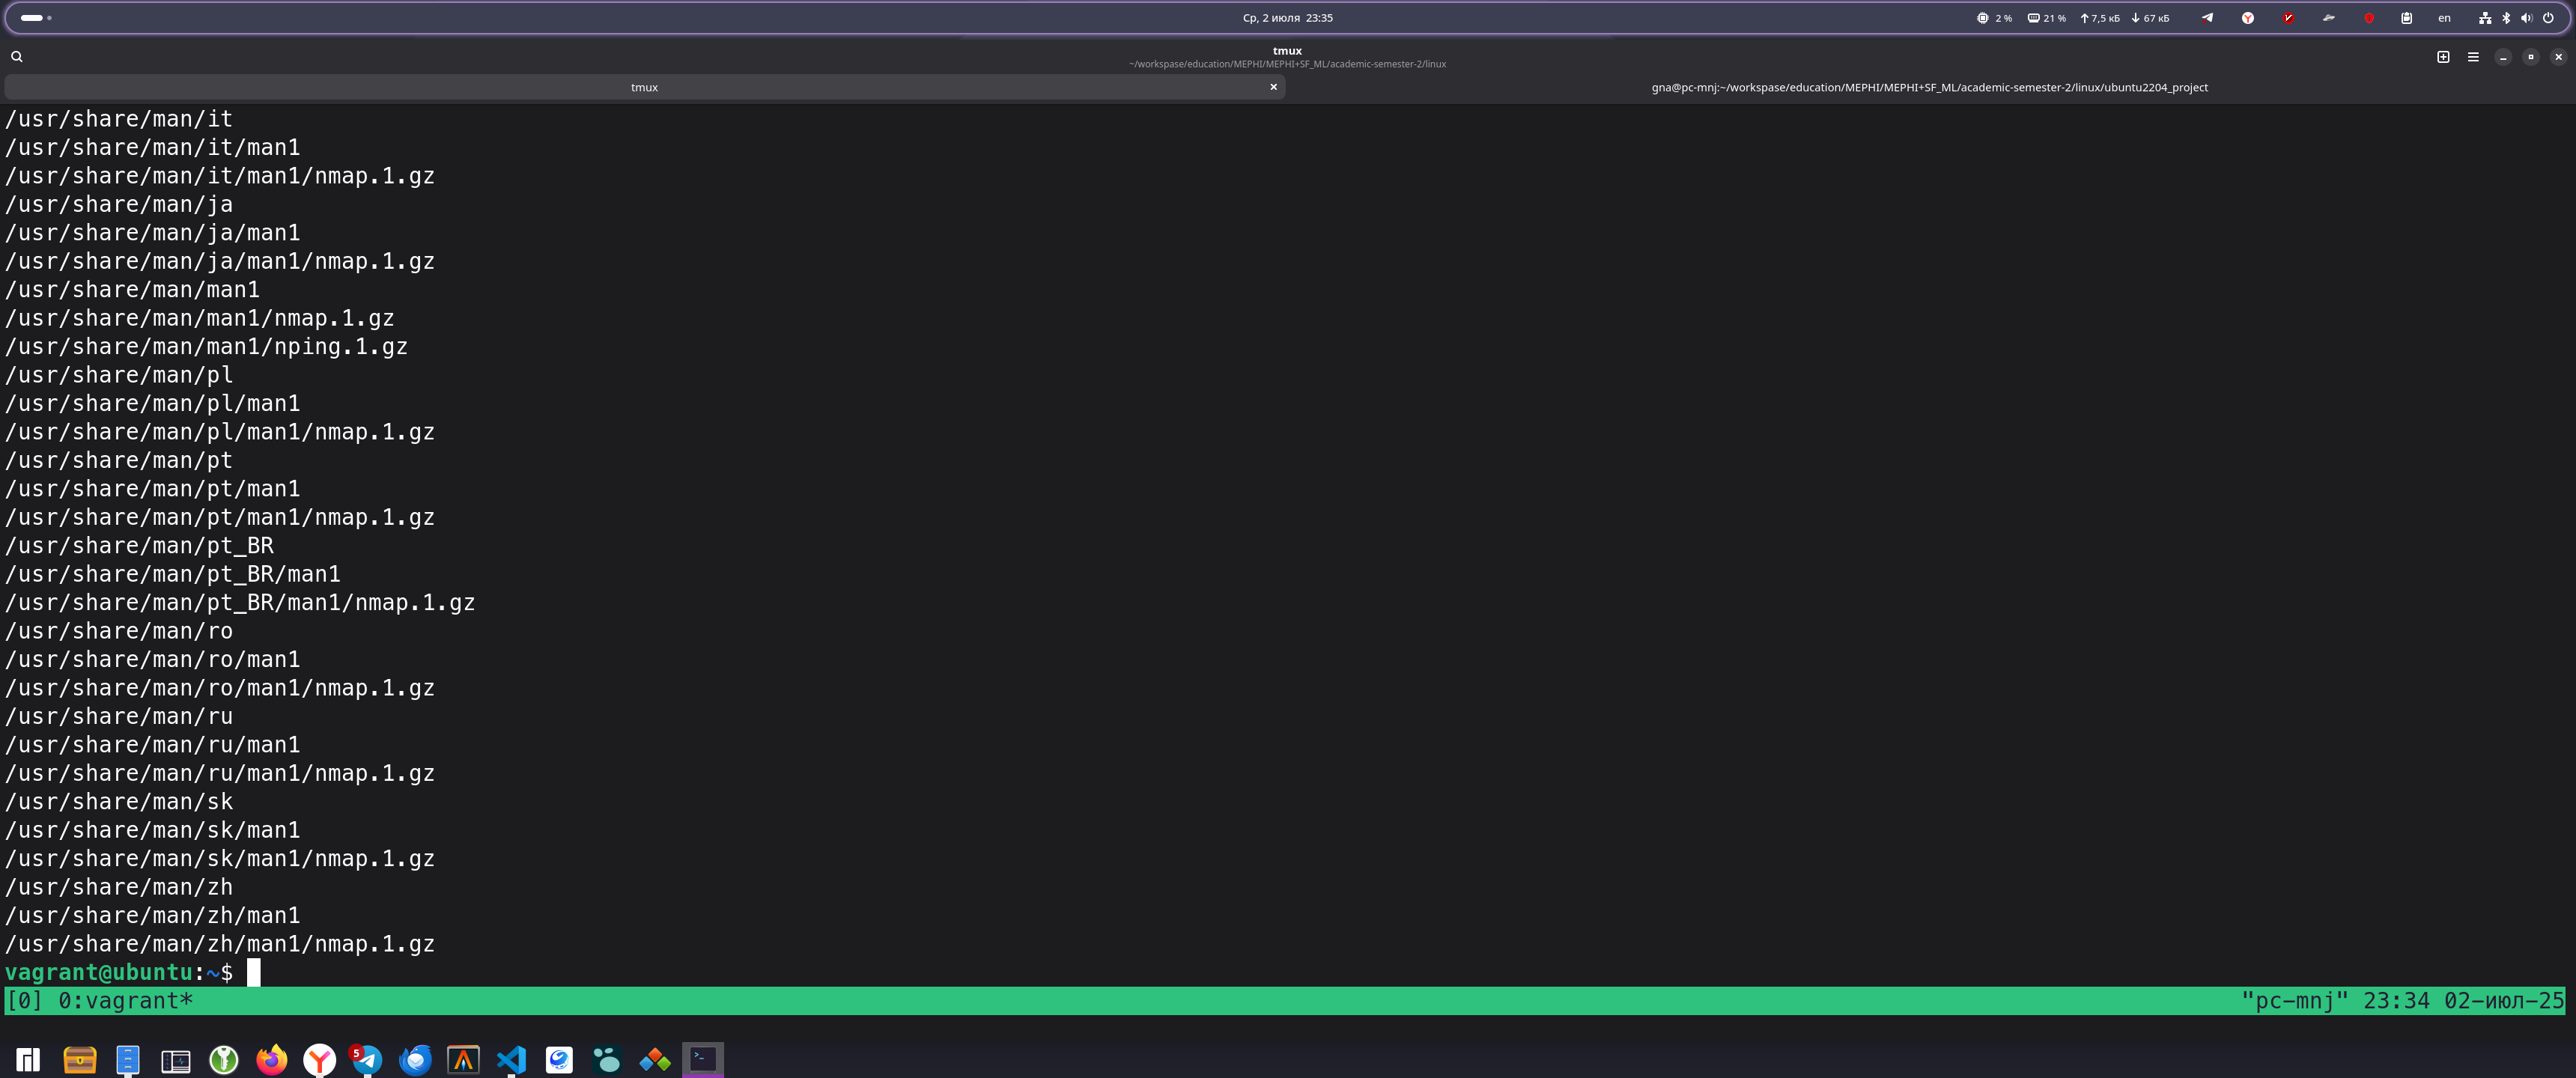 Ср, 2 июля 23:35
2 %
21 %
7,5 кБ
67 кБ
en
tmux
~/workspase/education/MEPHI/MEPHI+SF_ML/academic-semester-2/linux
tmux
gna@pc-mnj:~/workspase/education/MEPHI/MEPHI+SF_ML/academic-semester-2/linux/ubuntu2204_project
/usr/share/man/it
/usr/share/man/it/man1
/usr/share/man/it/man1/nmap.1.gz
/usr/share/man/ja
/usr/share/man/ja/man1
/usr/share/man/ja/man1/nmap.1.gz
/usr/share/man/man1
/usr/share/man/man1/nmap.1.gz
/usr/share/man/man1/nping.1.gz
/usr/share/man/pl
/usr/share/man/pl/man1
/usr/share/man/pl/man1/nmap.1.gz
/usr/share/man/pt
/usr/share/man/pt/man1
/usr/share/man/pt/man1/nmap.1.gz
/usr/share/man/pt_BR
/usr/share/man/pt_BR/man1
/usr/share/man/pt_BR/man1/nmap.1.gz
/usr/share/man/ro
/usr/share/man/ro/man1
/usr/share/man/ro/man1/nmap.1.gz
/usr/share/man/ru
/usr/share/man/ru/man1
/usr/share/man/ru/man1/nmap.1.gz
/usr/share/man/sk
/usr/share/man/sk/man1
/usr/share/man/sk/man1/nmap.1.gz
/usr/share/man/zh
/usr/share/man/zh/man1
/usr/share/man/zh/man1/nmap.1.gz
vagrant@ubuntu:~$
[0] 0:vagrant* "pc-mnj" 23:34 02-июл-25
5